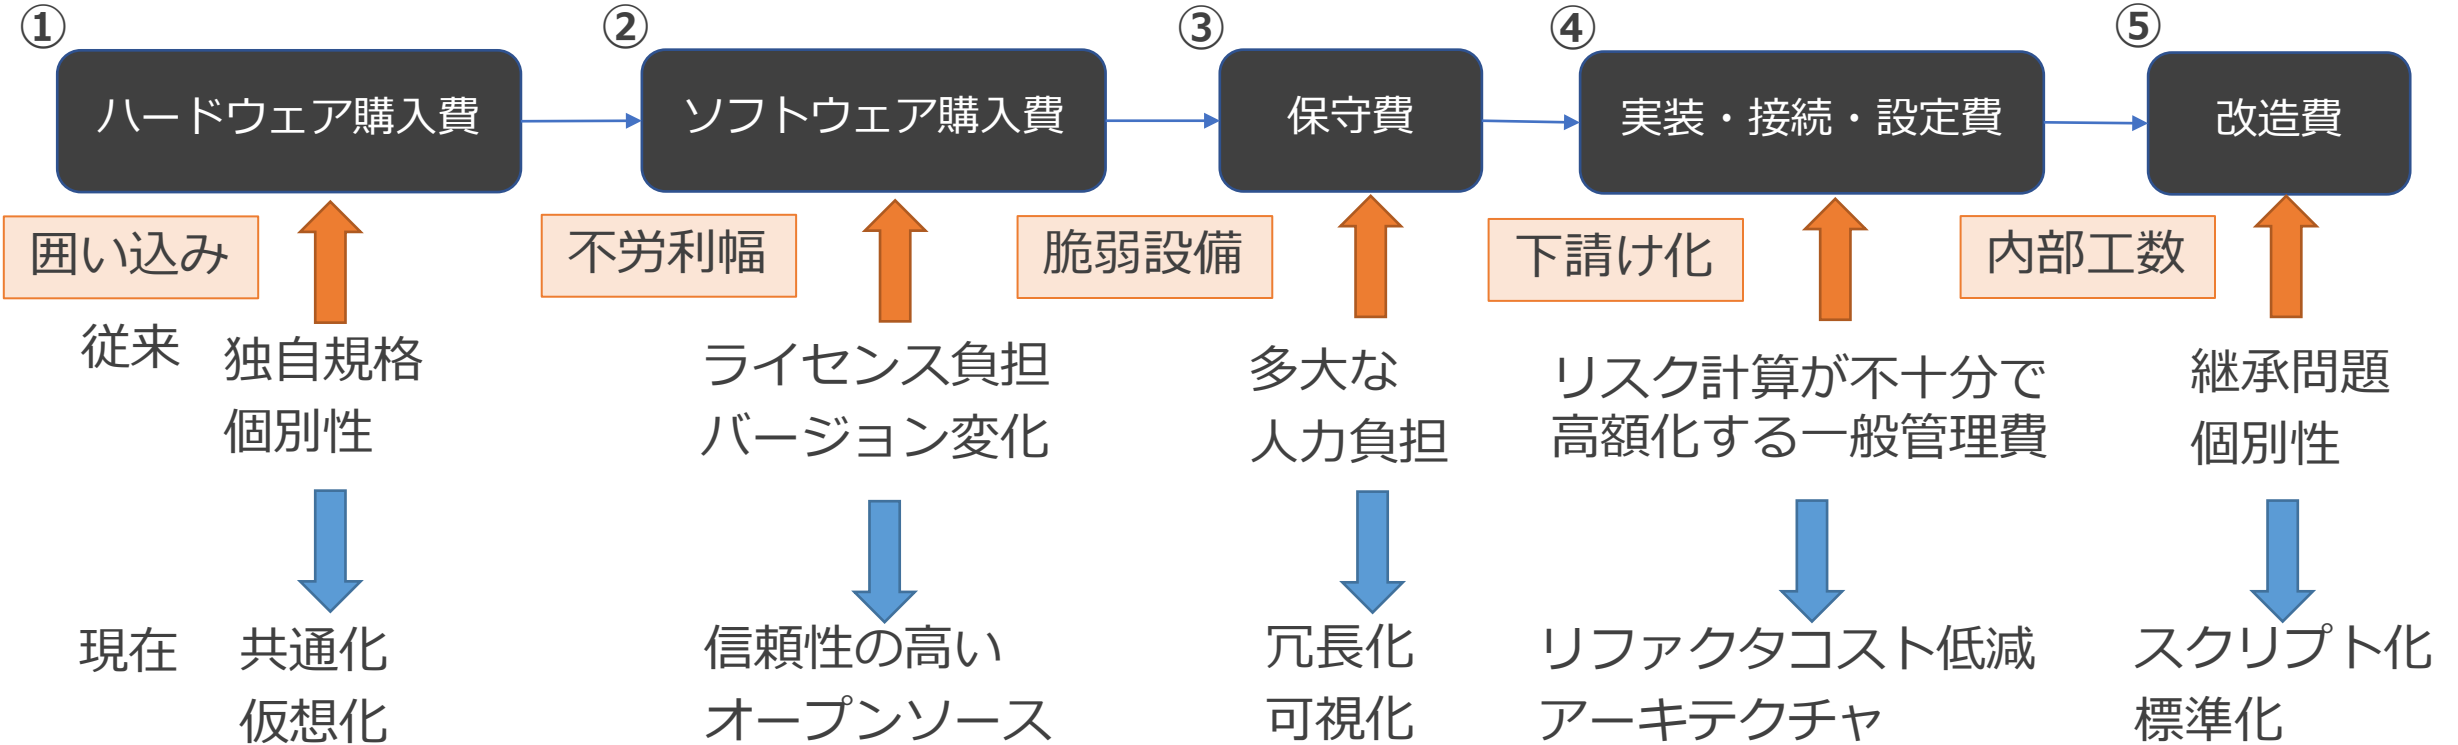 ①
ハードウェア購入費
②
ソフトウェア購入費
③
保守費
④
実装・接続・設定費
⑤
改造費
囲い込み
不労利幅
脆弱設備
下請け化
内部工数
従来
独自規格
個別性
ライセンス負担
バージョン変化
多大な
人力負担
リスク計算が不十分で
高額化する一般管理費
継承問題
個別性
現在
共通化
仮想化
信頼性の高い
オープンソース
冗長化
可視化
リファクタコスト低減
アーキテクチャ
スクリプト化
標準化